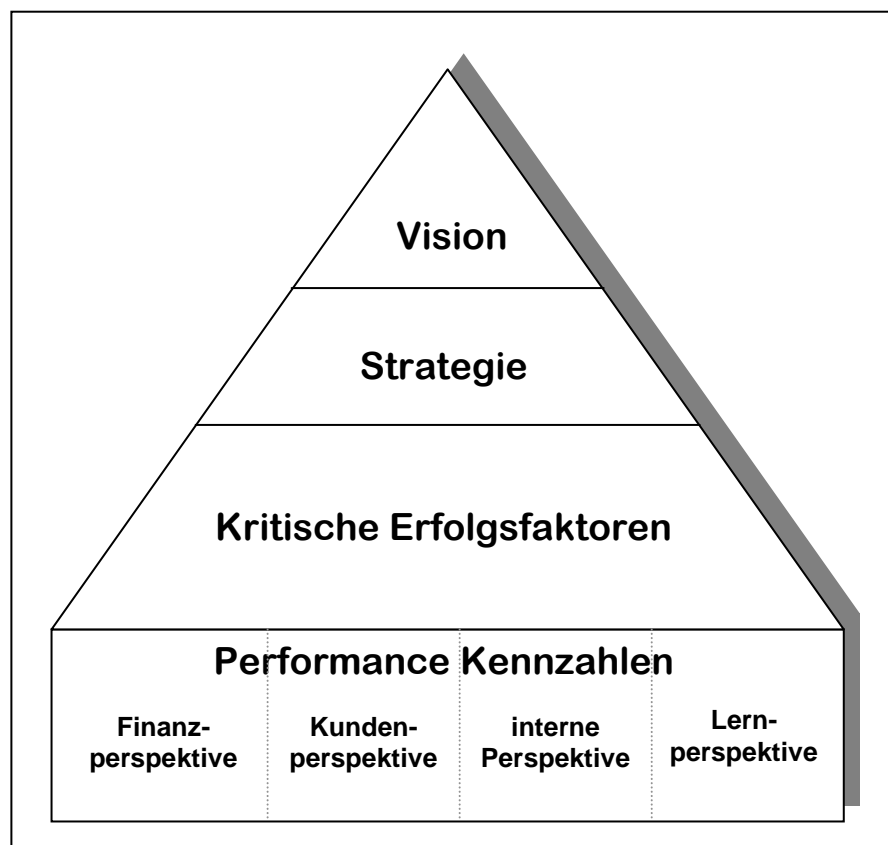 Vision
Strategie
Kritische Erfolgsfaktoren
Performance Kennzahlen
Finanz-
perspektive
Kunden-
perspektive
interne
Perspektive
Lern-
perspektive